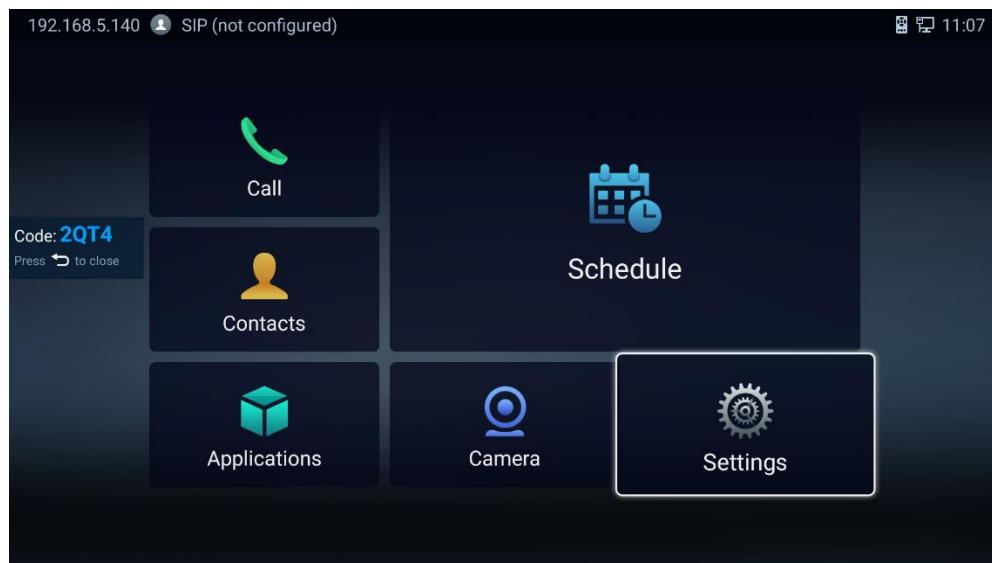 192.168.5.140 SIP (not configured) 11:07
Call
Schedule
Code: 2QT4
Press to close
Contacts
Applications
Camera
Settings